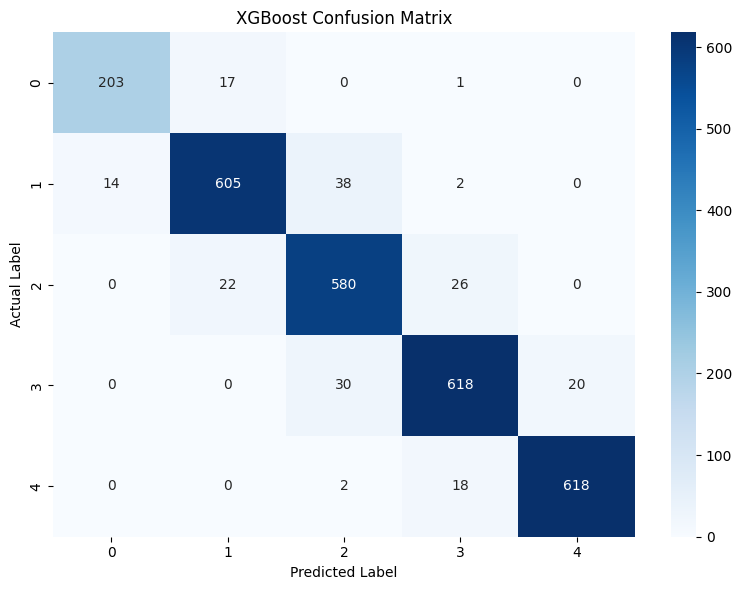 XGBoost Confusion Matrix
0 203 17 0 1 0
1 14 605 38 2 0
2 0 22 580 26 0
3 0 0 30 618 20
4 0 0 2 18 618
0 1 2 3 4
Predicted Label
Actual Label
600
500
400
300
200
100
0